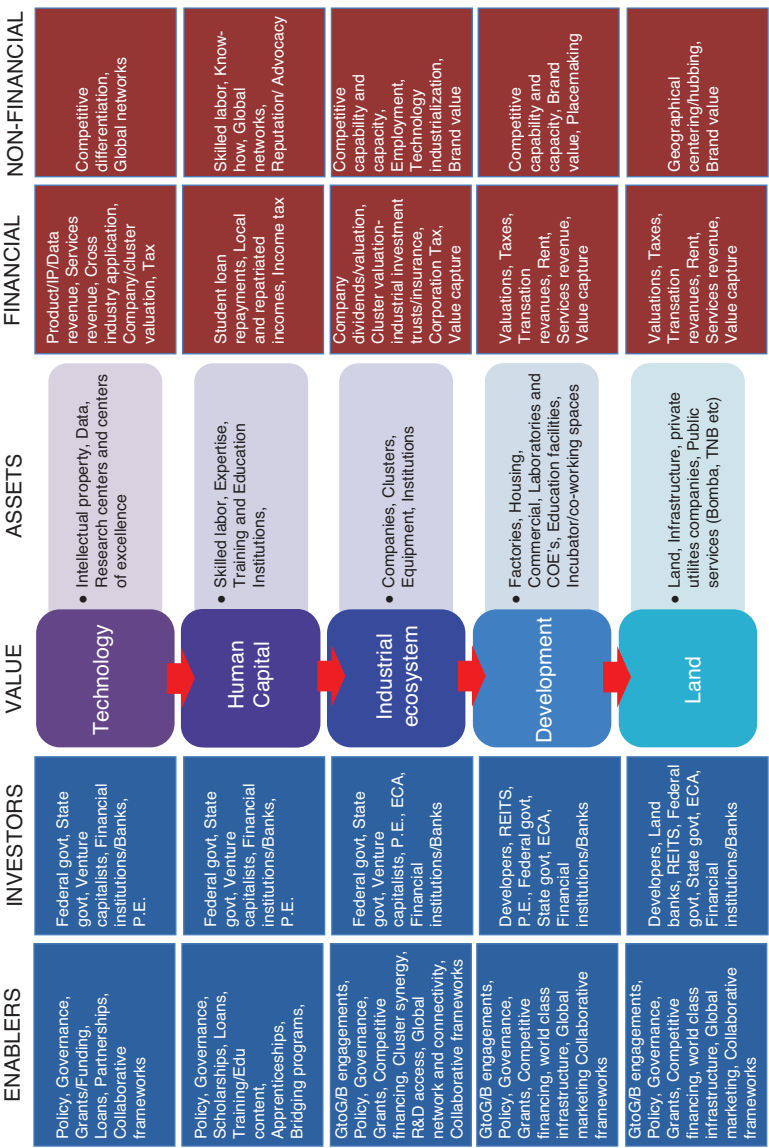 ENABLERS
INVESTORS
VALUE
ASSETS
FINANCIAL
NON-FINANCIAL
Policy, Governance,
Grants/Funding,
Loans, Partnerships,
Collaborative
frameworks
Federal govt, State
govt, Venture
capitalists, Financial
institutions/Banks,
P.E.
Technology
• Intellectual property, Data,
Research centers and centers
of excellence
Product/IP/Data
revenue, Services
revenue, Cross
industry application,
Company/cluster
valuation, Tax
Competitive
differentiation,
Global networks
Policy, Governance,
Scholarships, Loans,
Training/Edu
content,
Apprenticeships,
Bridging programs,
Federal govt, State
govt, Venture
capitalists, Financial
institutions/Banks,
P.E.
Human
Capital
• Skilled labor, Expertise,
Training and Education
Institutions,
Student loan
repayments, Local
and repatriated
incomes, Income tax
Skilled labor, Know-
how, Global
networks,
Reputation/ Advocacy
GtoG/B engagements,
Policy, Governance,
Grants, Competitive
financing, Cluster synergy,
R&D access, Global
network and connectivity,
Collaborative frameworks
Federal govt, State
govt, Venture
capitalists, P.E., ECA,
Financial
institutions/Banks
Industrial
ecosystem
• Companies, Clusters,
Equipment, Institutions
Company
dividends/valuation,
Cluster valuation-
industrial investment
trusts/insurance,
Corporation Tax,
Value capture
Competitive
capability and
capacity,
Employment,
Technology
industrialization,
Brand value
GtoG/B engagements,
Policy, Governance,
Grants, Competitive
financing, world class
infrastructure, Global
marketing Collaborative
frameworks
Developers, REITS,
P.E., Federal govt,
State govt, ECA,
Financial
institutions/Banks
Development
• Factories, Housing,
Commercial, Laboratories and
COE's, Education facilities,
Incubator/co-working spaces
Valuations, Taxes,
Transation
revenues, Rent,
Services revenue,
Value capture
Competitive
capability and
capacity, Brand
value, Placemaking
GtoG/B engagements,
Policy, Governance,
Grants, Competitive
financing, world class
infrastructure, Global
marketing, Collaborative
frameworks
Developers, Land
banks, REITS, Federal
govt, State govt, ECA,
Financial
institutions/Banks
Land
• Land, Infrastructure, private
utilites companies, Public
services (Bomba, TNB etc)
Valuations, Taxes,
Transation
revanues, Rent,
Services revenue,
Value capture
Geographical
centering/hubbing,
Brand value